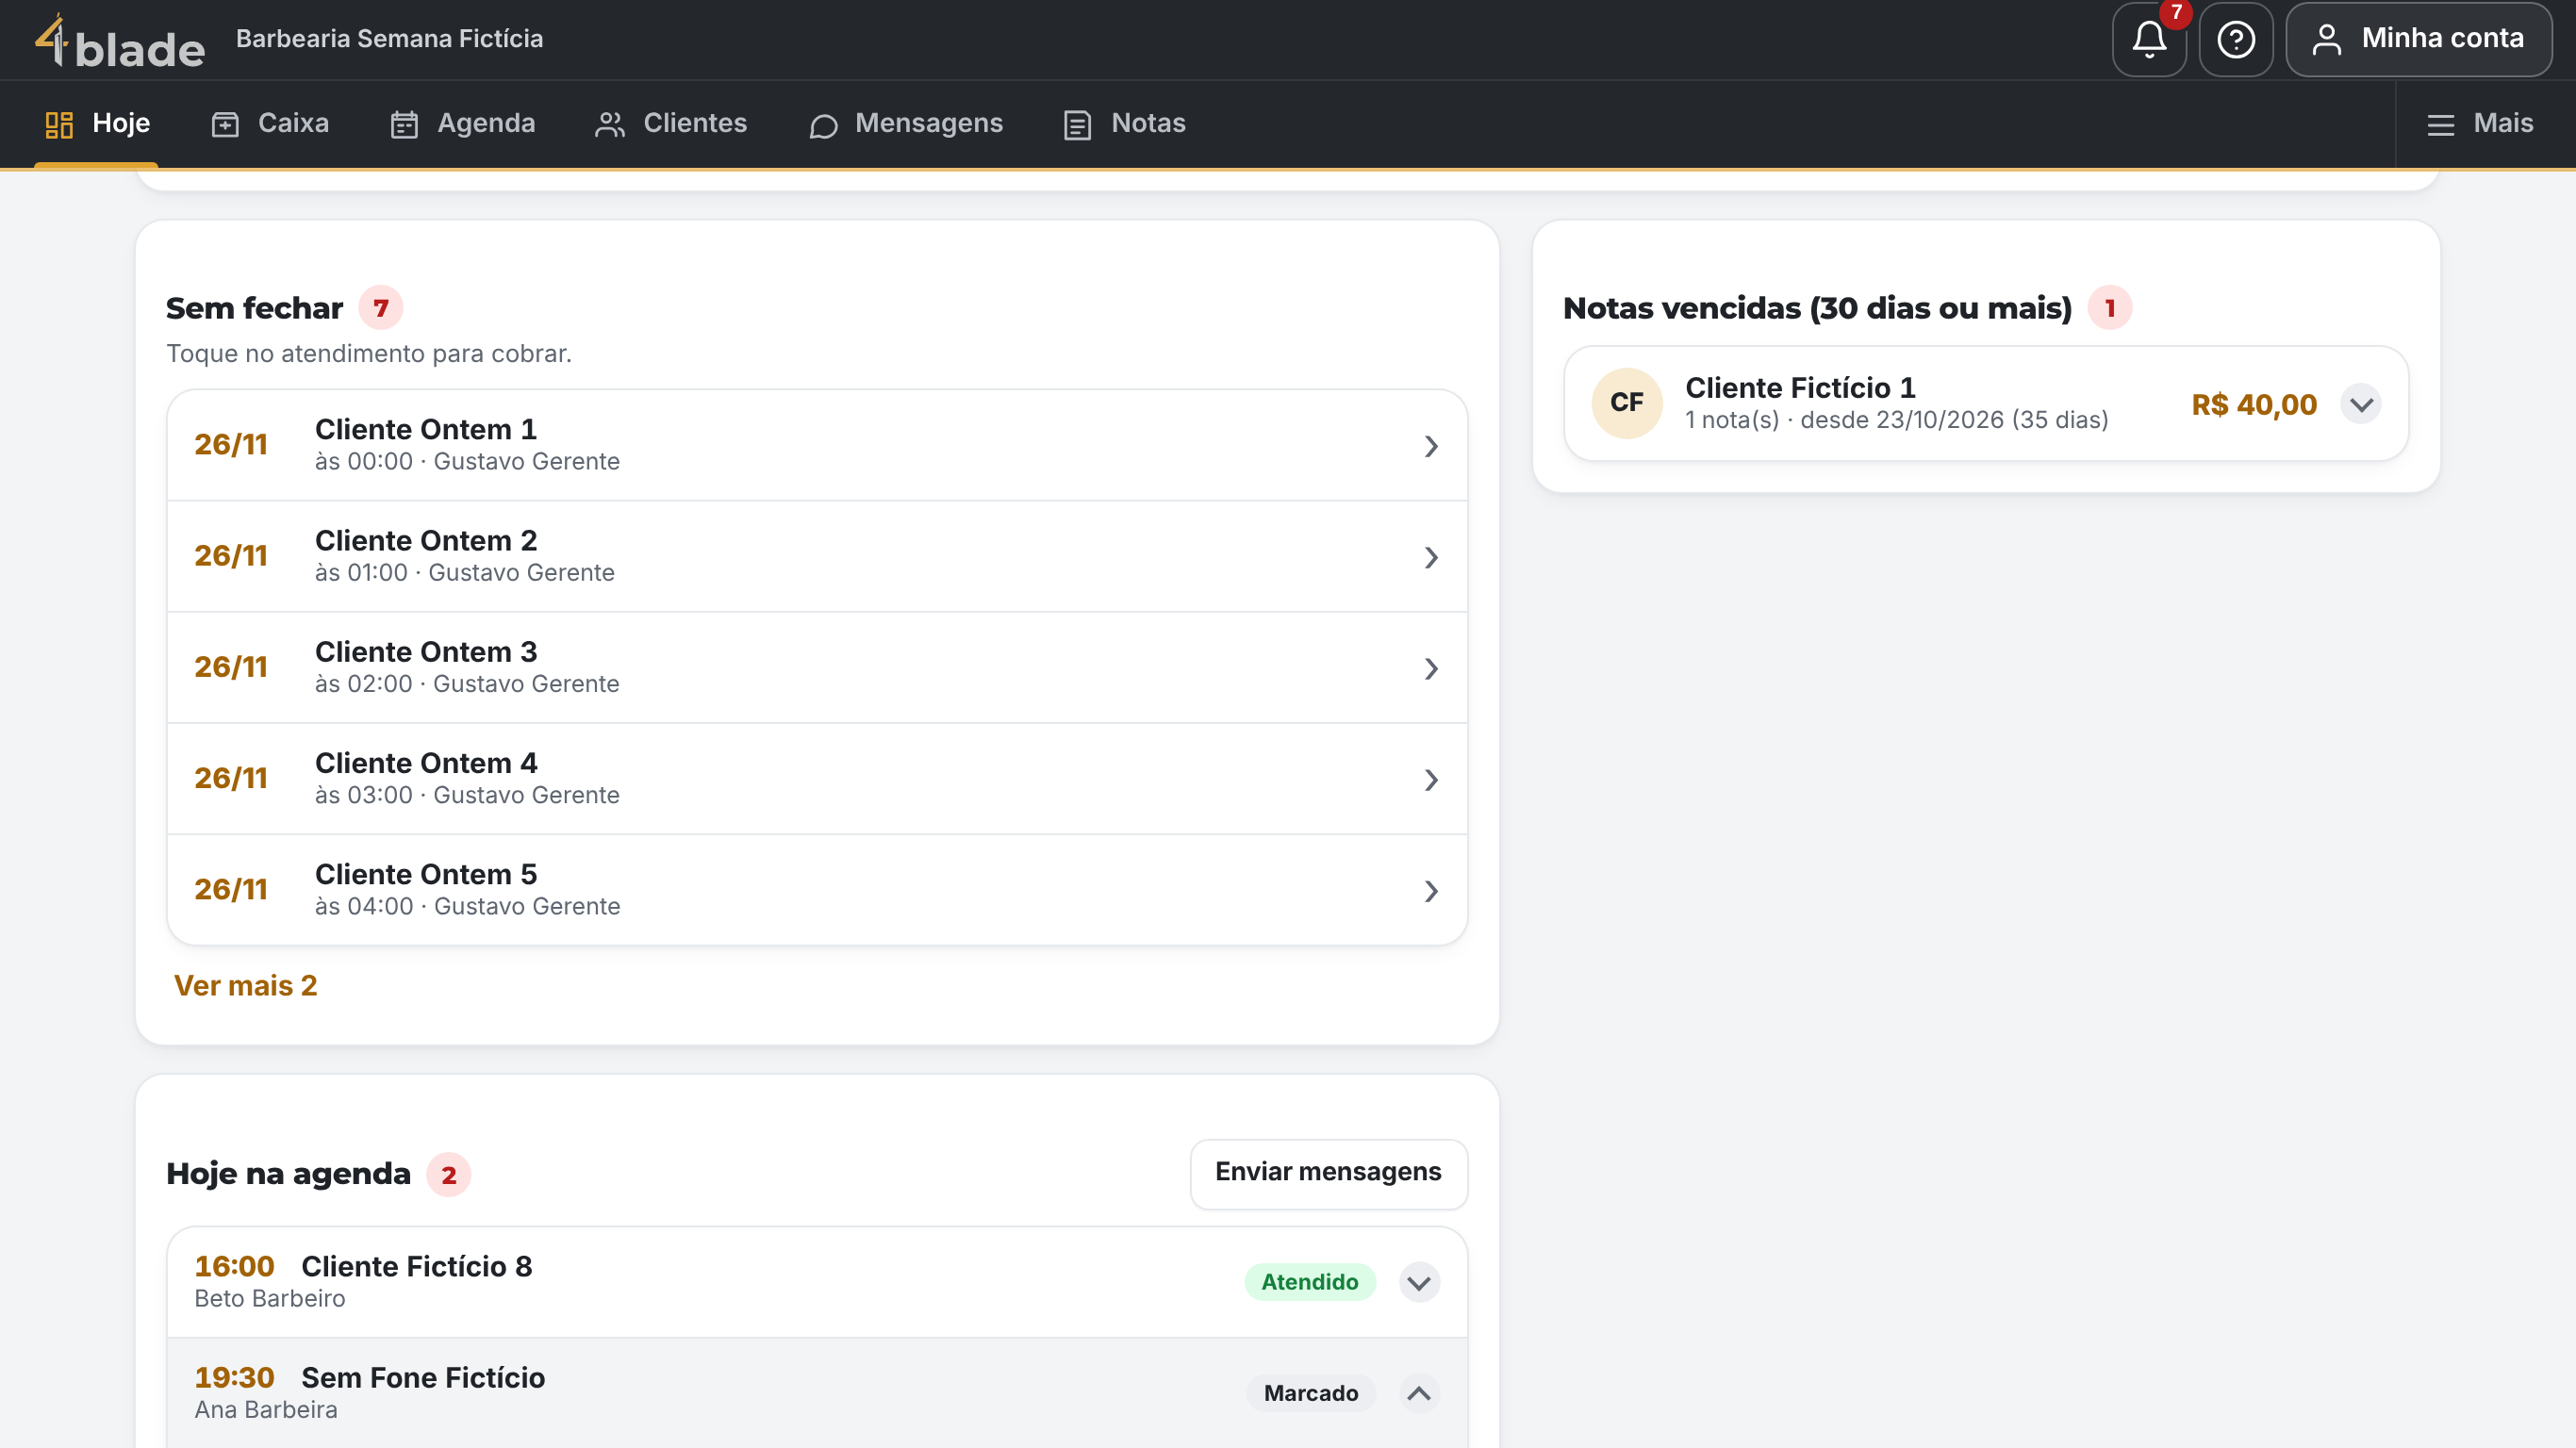 4blade
Barbearia Semana Fictícia
7
Minha conta
Hoje
Caixa
Agenda
Clientes
Mensagens
Notas
Mais
Sem fechar 7
Toque no atendimento para cobrar.
26/11 Cliente Ontem 1
às 00:00 · Gustavo Gerente
26/11 Cliente Ontem 2
às 01:00 · Gustavo Gerente
26/11 Cliente Ontem 3
às 02:00 · Gustavo Gerente
26/11 Cliente Ontem 4
às 03:00 · Gustavo Gerente
26/11 Cliente Ontem 5
às 04:00 · Gustavo Gerente
Ver mais 2
Notas vencidas (30 dias ou mais) 1
CF
Cliente Fictício 1
1 nota(s) · desde 23/10/2026 (35 dias)
R$ 40,00
Hoje na agenda 2
Enviar mensagens
16:00 Cliente Fictício 8
Beto Barbeiro
Atendido
19:30 Sem Fone Fictício
Ana Barbeira
Marcado